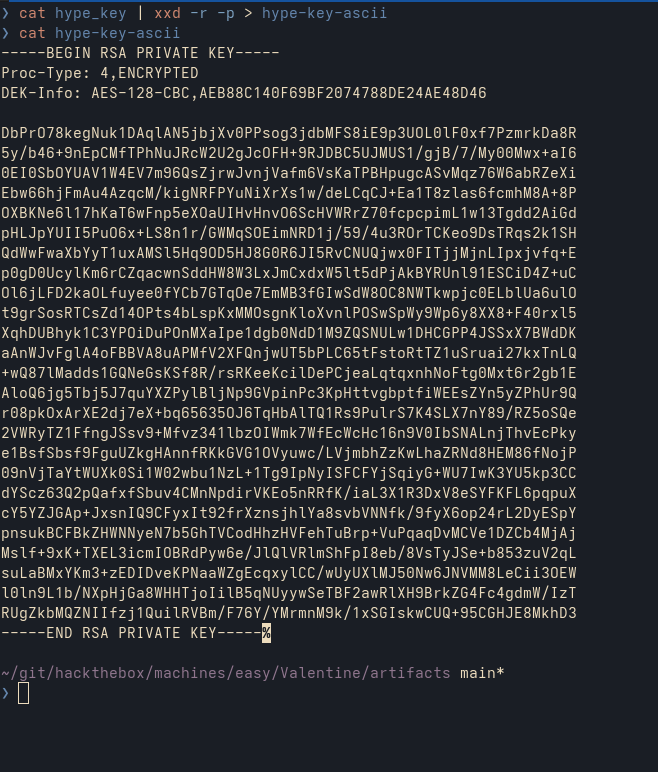 ❯ cat hype_key | xxd -r -p > hype-key-ascii
❯ cat hype-key-ascii
-----BEGIN RSA PRIVATE KEY-----
Proc-Type: 4,ENCRYPTED
DEK-Info: AES-128-CBC,AEB88C140F69BF2074788DE24AE48D46

DbPrO78kegNuk1DAqlAN5jbjXv0PPsog3jdbMFS8iE9p3UOL0lF0xf7PzmrkDa8R
5y/b46+9nEpCMfTPhNuJRcW2U2gJcOFH+9RJDBC5UJMUS1/gjB/7/My00Mwx+aI6
0EI0SbOYUAV1W4EV7m96QsZjrwJvnjVafm6VsKaTPBHpugcASvMqz76W6abRZeXi
Ebw66hjFmAu4AzqcM/kigNRFPYuNiXrXs1w/deLCqCJ+Ea1T8zlas6fcmhM8A+8P
OXBKNe6l17hKaT6wFnp5eXOaUIHvHnvO6ScHVWRrZ70fcpcpimL1w13Tgdd2AiGd
pHLJpYUII5PuO6x+LS8n1r/GWMqSOEimNRD1j/59/4u3ROrTCKeo9DsTRqs2k1SH
QdWwFwaXbYyT1uxAMSl5Hq9OD5HJ8G0R6JI5RvCNUQjwx0FITjjMjnLIpxjvfq+E
p0gD0UcylKm6rCZqacwnSddHW8W3LxJmCxdxW5lt5dPjAkBYRUnl91ESCiD4Z+uC
Ol6jLFD2kaOLfuyee0fYCb7GTqOe7EmMB3fGIwSdW8OC8NWTkwpjc0ELblUa6ulO
t9grSosRTCsZd14OPts4bLspKxMMOsgnKloXvnlPOSwSpWy9Wp6y8XX8+F40rxl5
XqhDUBhyk1C3YPOiDuPOnMXaIpe1dgb0NdD1M9ZQSNULw1DHCGPP4JSSxX7BWdDK
aAnWJvFglA4oFBBVA8uAPMfV2XFQnjwUT5bPLC65tFstoRtTZ1uSruai27kxTnLQ
+wQ87lMadds1GQNeGsKSf8R/rsRKeeKcilDePCjeaLqtqxnhNoFtg0Mxt6r2gb1E
AloQ6jg5Tbj5J7quYXZPylBljNp9GVpinPc3KpHttvgbptfiWEEsZYn5yZPhUr9Q
r08pkOxArXE2dj7eX+bq65635OJ6TqHbAlTQ1Rs9PulrS7K4SLX7nY89/RZ5oSQe
2VWRyTZ1FfngJSsv9+Mfvz341lbzOIWmk7WfEcWcHc16n9V0IbSNALnjThvEcPky
e1BsfSbsf9FguUZkgHAnnfRKkGVG1OVyuwc/LVjmbhZzKwLhaZRNd8HEM86fNojP
09nVjTaYtWUXk0Si1W02wbu1NzL+1Tg9IpNyISFCFYjSqiyG+WU7IwK3YU5kp3CC
dYScz63Q2pQafxfSbuv4CMnNpdirVKEo5nRRfK/iaL3X1R3DxV8eSYFKFL6pqpuX
cY5YZJGAp+JxsnIQ9CFyxIt92frXznsjhlYa8svbVNNfk/9fyX6op24rL2DyESpY
pnsukBCFBkZHWNNyeN7b5GhTVCodHhzHVFehTuBrp+VuPqaqDvMCVe1DZCb4MjAj
Mslf+9xK+TXEL3icmIOBRdPyw6e/JlQlVRlmShFpI8eb/8VsTyJSe+b853zuV2qL
suLaBMxYKm3+zEDIDveKPNaaWZgEcqxylCC/wUyUXlMJ50Nw6JNVMM8LeCii3OEW
l0ln9L1b/NXpHjGa8WHHTjoIilB5qNUyywSeTBF2awRlXH9BrkZG4Fc4gdmW/IzT
RUgZkbMQZNIIfzj1QuilRVBm/F76Y/YMrmnM9k/1xSGIskwCUQ+95CGHJE8MkhD3
-----END RSA PRIVATE KEY-----%

~/git/hackthebox/machines/easy/Valentine/artifacts main*
❯